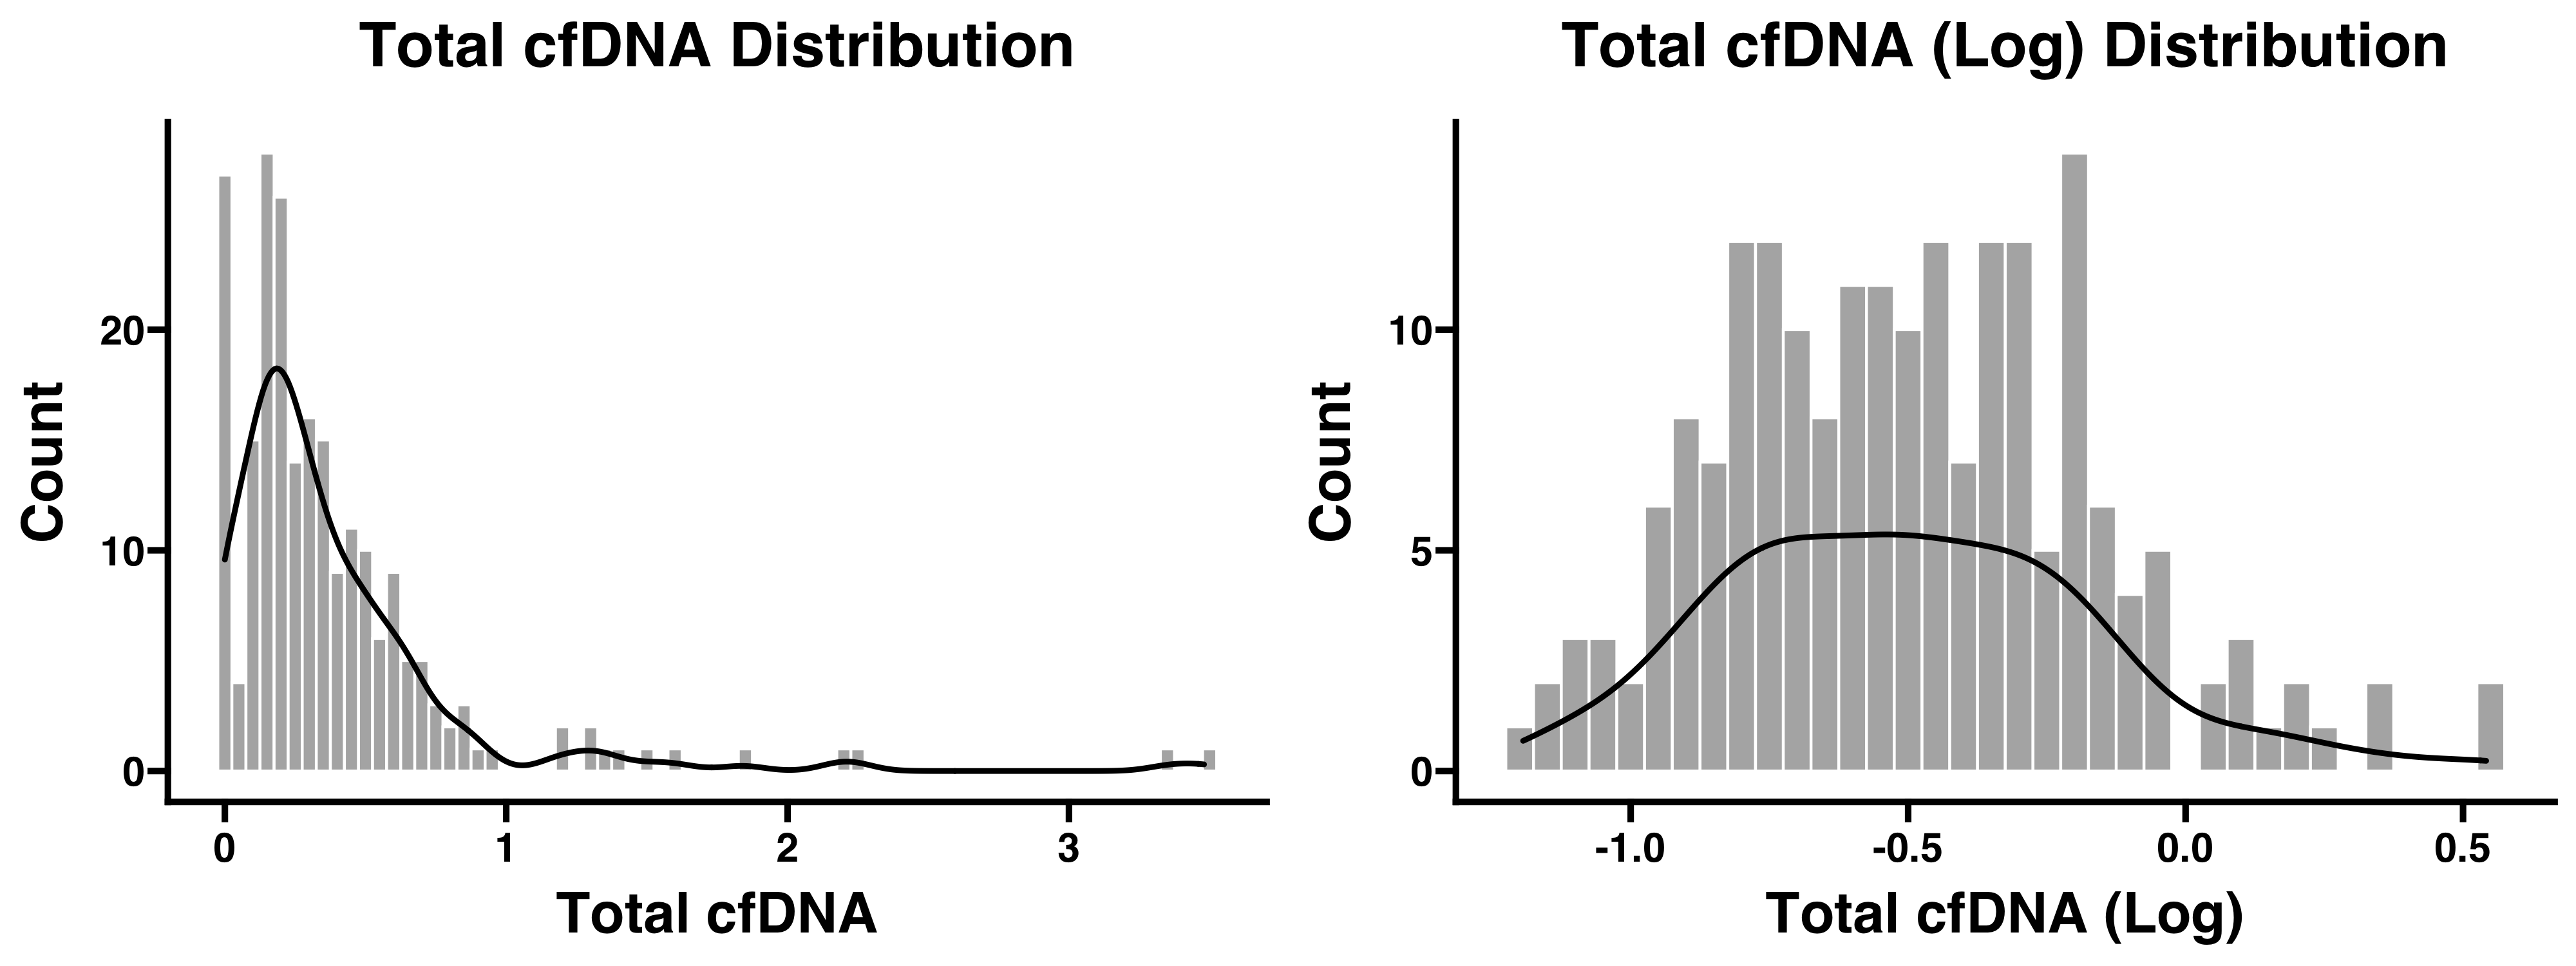 Total cfDNA Distribution
Count
20
10
0
0 1 2 3
Total cfDNA
Total cfDNA (Log) Distribution
Count
10
5
0
-1.0 -0.5 0.0 0.5
Total cfDNA (Log)